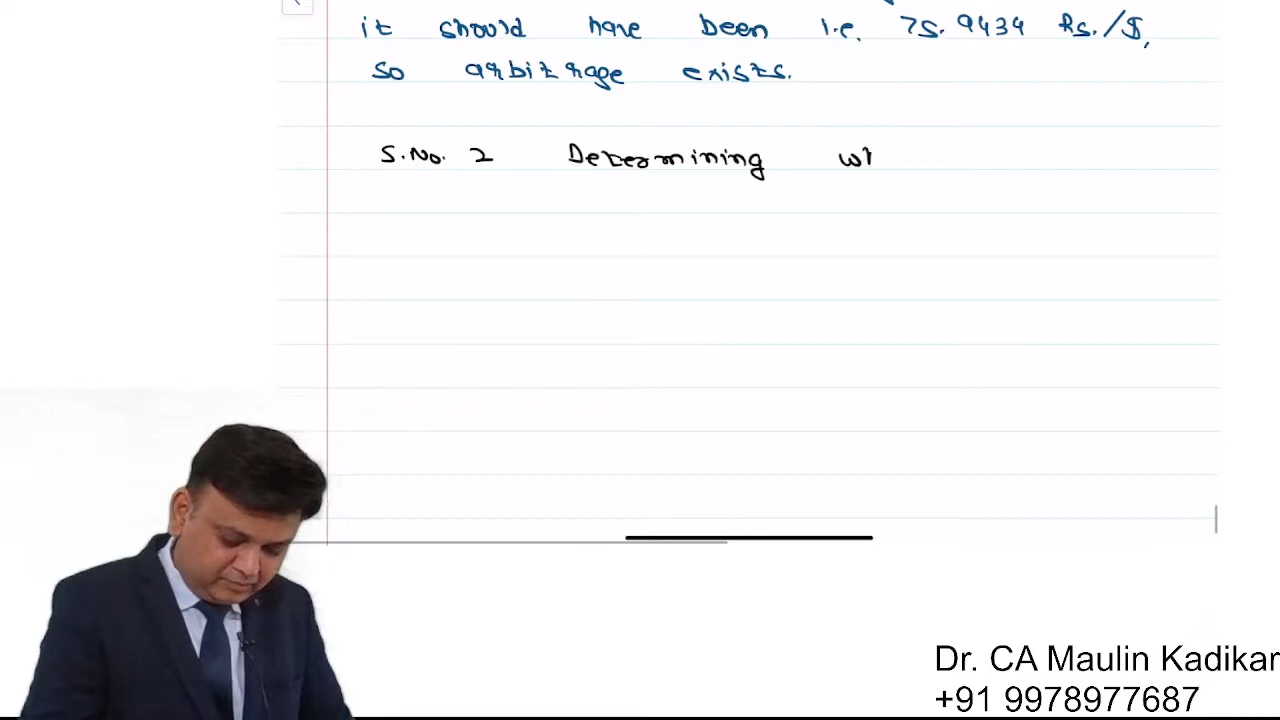 it should have been i.e. 75.9434 Rs./$,
so arbitrage exists.
S.No. 2 Determining
Dr. CA Maulin Kadikar
+91 9978977687